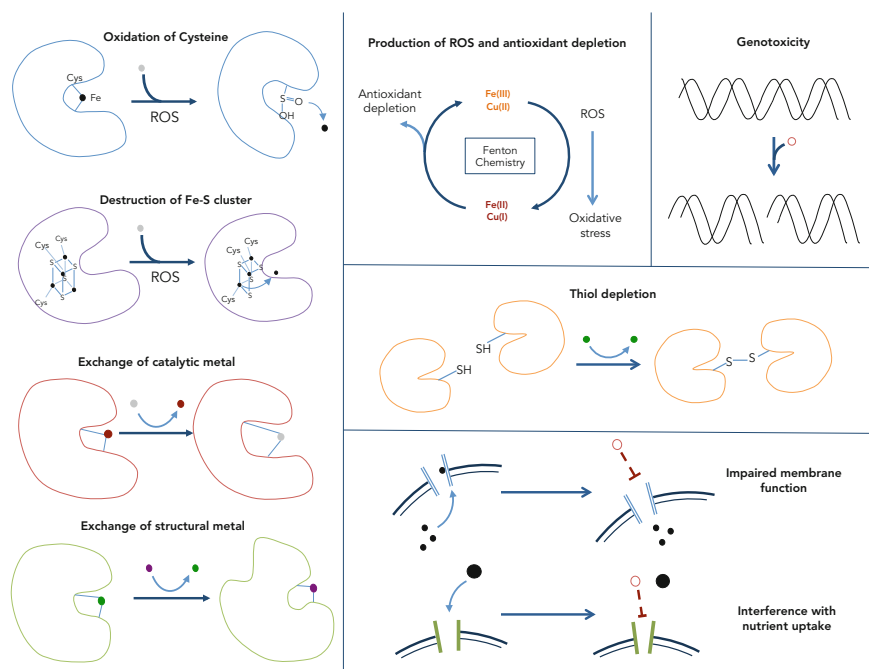 Oxidation of Cysteine
Cys
Fe
ROS
S
O
OH
Destruction of Fe-S cluster
Cys
Cys
S
S
S
S
Cys
ROS
Cys
Cys
S
S
S
S
Cys
Exchange of catalytic metal
Exchange of structural metal
Production of ROS and antioxidant depletion
Antioxidant
depletion
Fe(III)
Cu(II)
ROS
Fenton
Chemistry
Fe(II)
Cu(I)
Oxidative
stress
Genotoxicity
Thiol depletion
SH
SH
S
S
Impaired membrane
function
Interference with
nutrient uptake